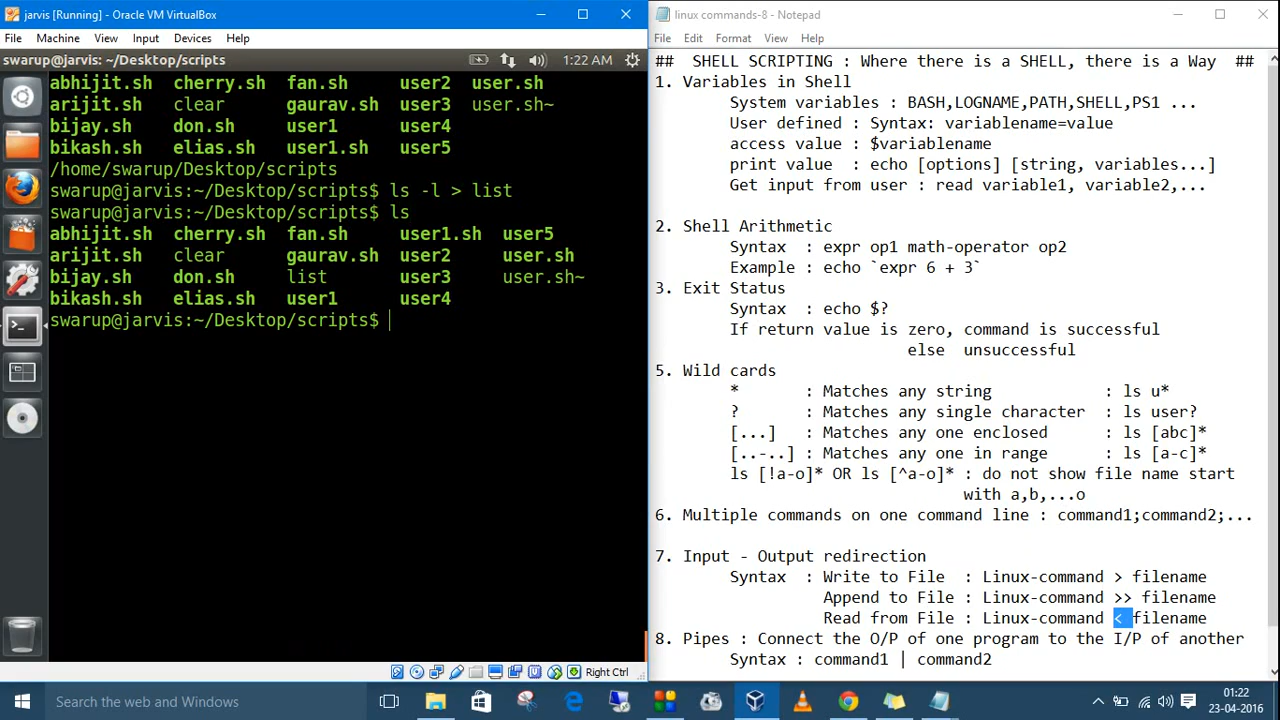 jarvis [Running] - Oracle VM VirtualBox
File Machine View Input Devices Help
swarup@jarvis: ~/Desktop/scripts 1:22 AM
abhijit.sh cherry.sh fan.sh user2 user.sh
arijit.sh clear gaurav.sh user3 user.sh~
bijay.sh don.sh user1 user4
bikash.sh elias.sh user1.sh user5
/home/swarup/Desktop/scripts
swarup@jarvis:~/Desktop/scripts$ ls -l > list
swarup@jarvis:~/Desktop/scripts$ ls
abhijit.sh cherry.sh fan.sh user1.sh user5
arijit.sh clear gaurav.sh user2 user.sh
bijay.sh don.sh list user3 user.sh~
bikash.sh elias.sh user1 user4
swarup@jarvis:~/Desktop/scripts$
Right Ctrl
linux commands-8 - Notepad
File Edit Format View Help
## SHELL SCRIPTING : Where there is a SHELL, there is a Way ##
1. Variables in Shell
System variables : BASH,LOGNAME,PATH,SHELL,PS1 ...
User defined : Syntax: variablename=value
access value : $variablename
print value : echo [options] [string, variables...]
Get input from user : read variable1, variable2,...
2. Shell Arithmetic
Syntax : expr op1 math-operator op2
Example : echo `expr 6 + 3`
3. Exit Status
Syntax : echo $?
If return value is zero, command is successful
else unsuccessful
5. Wild cards
* : Matches any string : ls u*
? : Matches any single character : ls user?
[...] : Matches any one enclosed : ls [abc]*
[..-..] : Matches any one in range : ls [a-c]*
ls [!a-o]* OR ls [^a-o]* : do not show file name start
with a,b,...o
6. Multiple commands on one command line : command1;command2;...
7. Input - Output redirection
Syntax : Write to File : Linux-command > filename
Append to File : Linux-command >> filename
Read from File : Linux-command < filename
8. Pipes : Connect the O/P of one program to the I/P of another
Syntax : command1 | command2
Search the web and Windows
01:22
23-04-2016